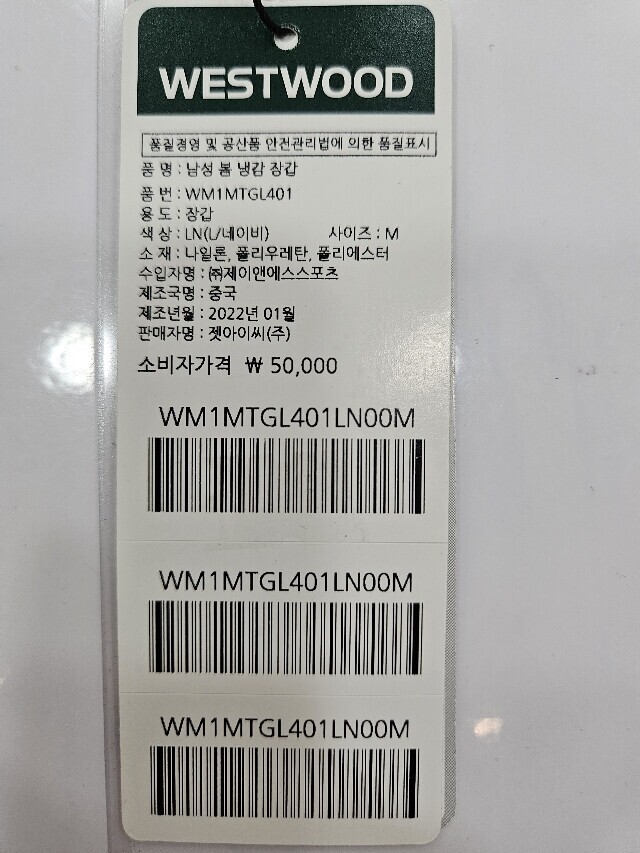 WESTWOOD
품질경영 및 공산품 안전관리법에 의한 품질표시
품 명 : 남성 봄 냉감 장갑
품 번 : WM1MTGL401
용 도 : 장갑
색 상 : LN(L/네이비) 사이즈 : M
소 재 : 나일론, 폴리우레탄, 폴리에스터
수입자명 : ㈜제이앤에스스포츠
제조국명 : 중국
제조년월 : 2022년 01월
판매자명 : 젯아이씨(주)
소비자가격 ₩ 50,000
WM1MTGL401LN00M
WM1MTGL401LN00M
WM1MTGL401LN00M